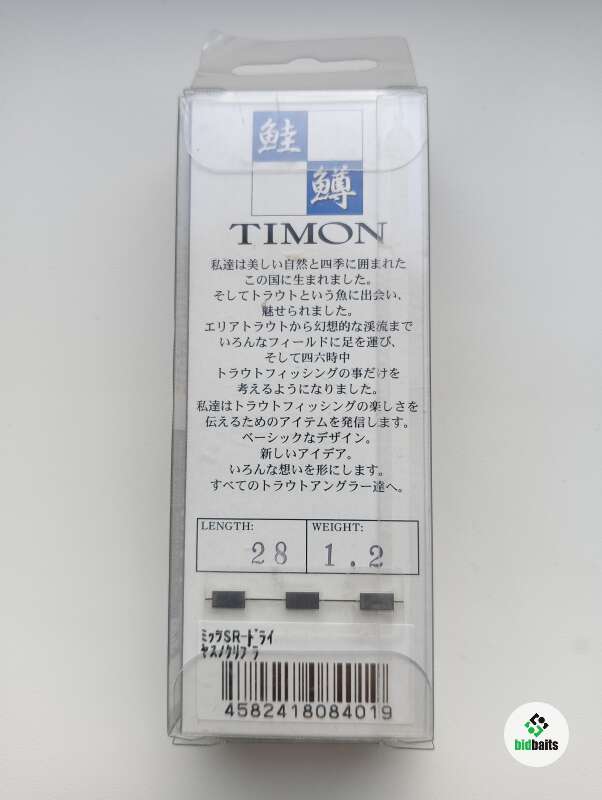 鮭
鱒
TIMON
私達は美しい自然と四季に囲まれた
この国に生まれました。
そしてトラウトという魚に出会い、
魅せられました。
エリアトラウトから幻想的な渓流まで
いろんなフィールドに足を運び、
そして四六時中
トラウトフィッシングの事だけを
考えるようになりました。
私達はトラウトフィッシングの楽しさを
伝えるためのアイテムを発信します。
ベーシックなデザイン。
新しいアイデア。
いろんな想いを形にします。
すべてのトラウトアングラー達へ。
LENGTH: WEIGHT:
28 1.2
ミッツSR-ドライ
ヤスノクリブラ
4582418084019
bidbaits